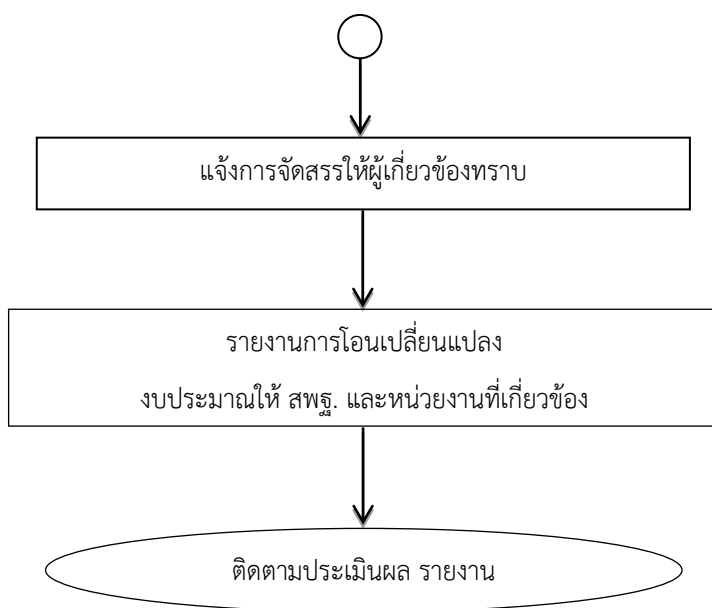 แจ้งการจัดสรรให้ผู้เกี่ยวข้องทราบ
รายงานการโอนเปลี่ยนแปลง
งบประมาณให้ สพฐ. และหน่วยงานที่เกี่ยวข้อง
ติดตามประเมินผล รายงาน